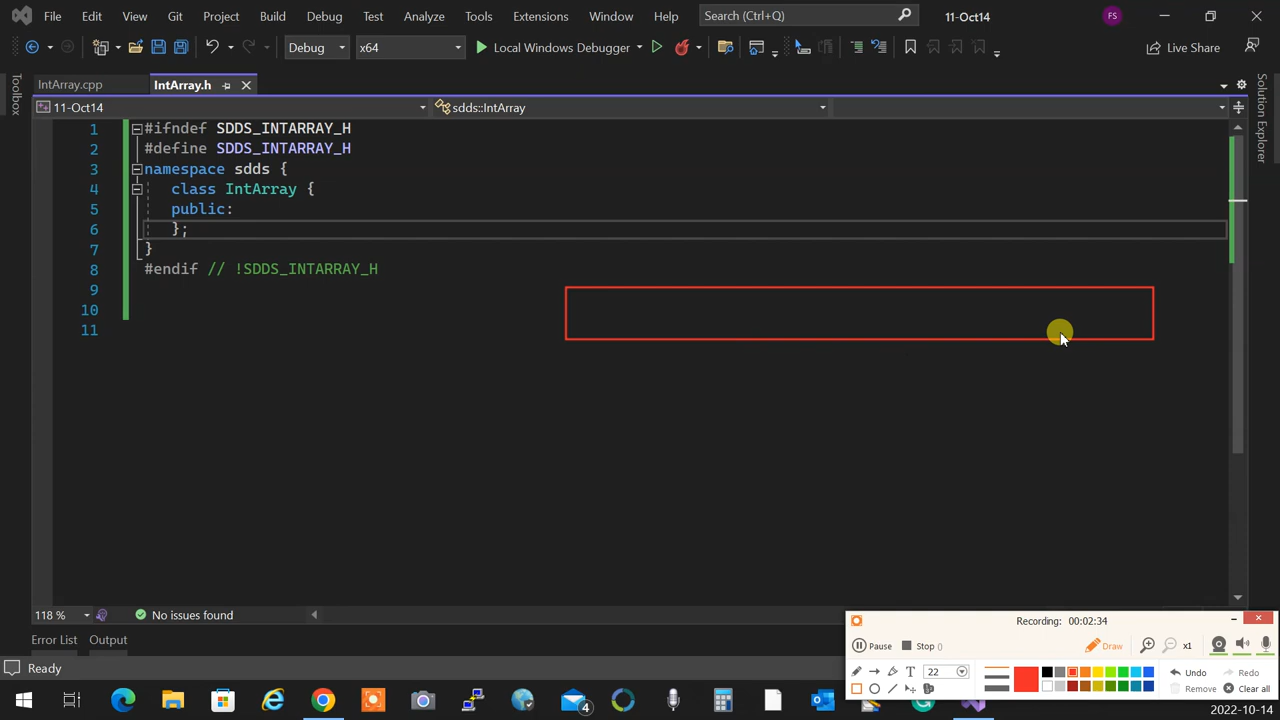 File Edit View Git Project Build Debug Test Analyze Tools Extensions Window Help Search (Ctrl+Q) 11-Oct14 FS
Debug x64 Local Windows Debugger Live Share
IntArray.cpp IntArray.h
11-Oct14 sdds::IntArray
Toolbox
Solution Explorer
1 #ifndef SDDS_INTARRAY_H
2 #define SDDS_INTARRAY_H
3 namespace sdds {
4 class IntArray {
5 public:
6 };
7 }
8 #endif // !SDDS_INTARRAY_H
9
10
11
118 % No issues found
Error List Output
Ready
Recording: 00:02:34
Pause Stop () Draw x1
T 22 Undo Redo
Remove Clear all
4
2022-10-14